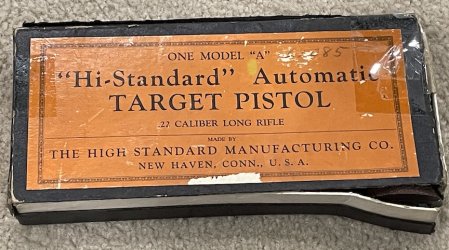 ONE MODEL "A" 85
"Hi-Standard" Automatic
TARGET PISTOL
.22 CALIBER LONG RIFLE
MADE BY
THE HIGH STANDARD MANUFACTURING CO.
NEW HAVEN, CONN., U. S. A.